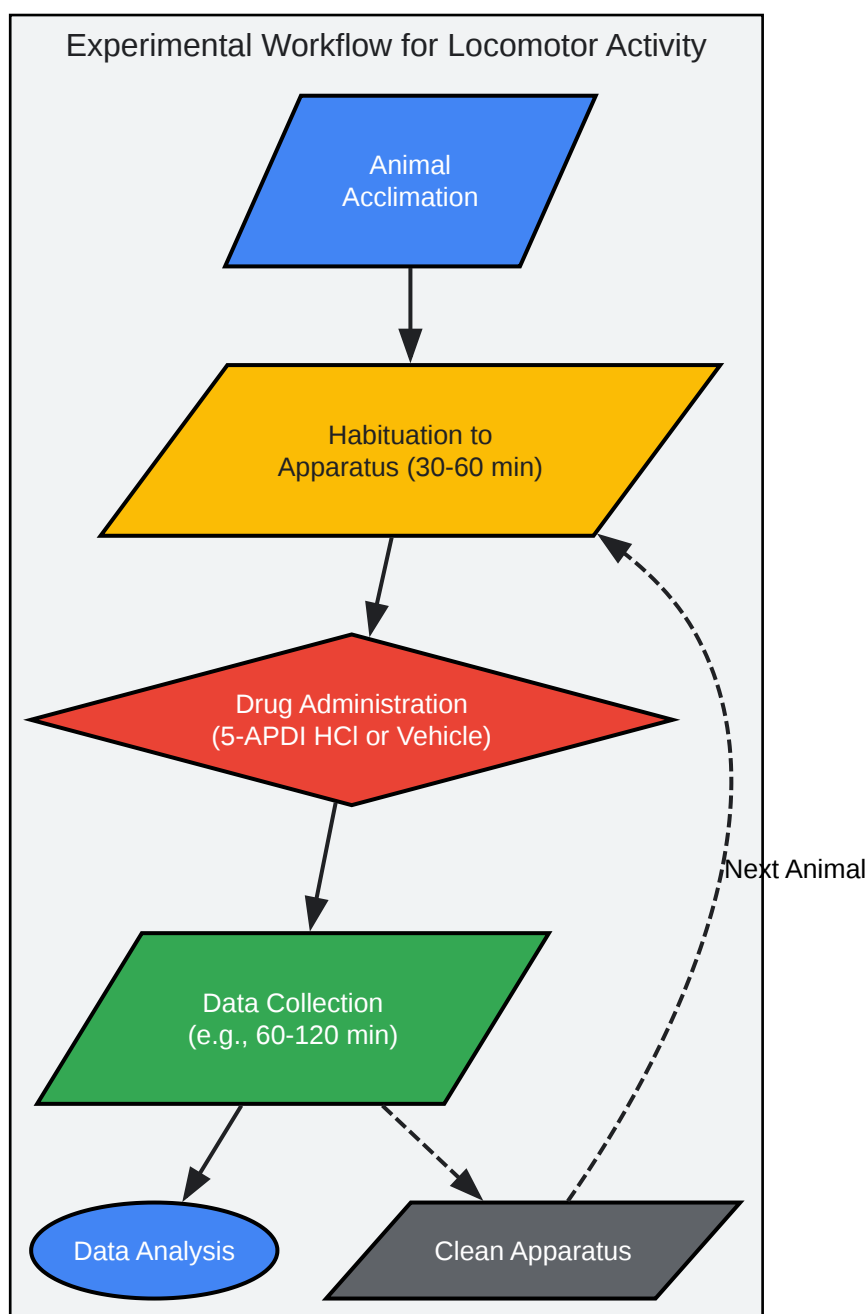 Experimental Workflow for Locomotor Activity
Animal
Acclimation
Habituation to
Apparatus (30-60 min)
Drug Administration
(5-APDI HCl or Vehicle)
Next Animal
Data Collection
(e.g., 60-120 min)
Data Analysis
Clean Apparatus